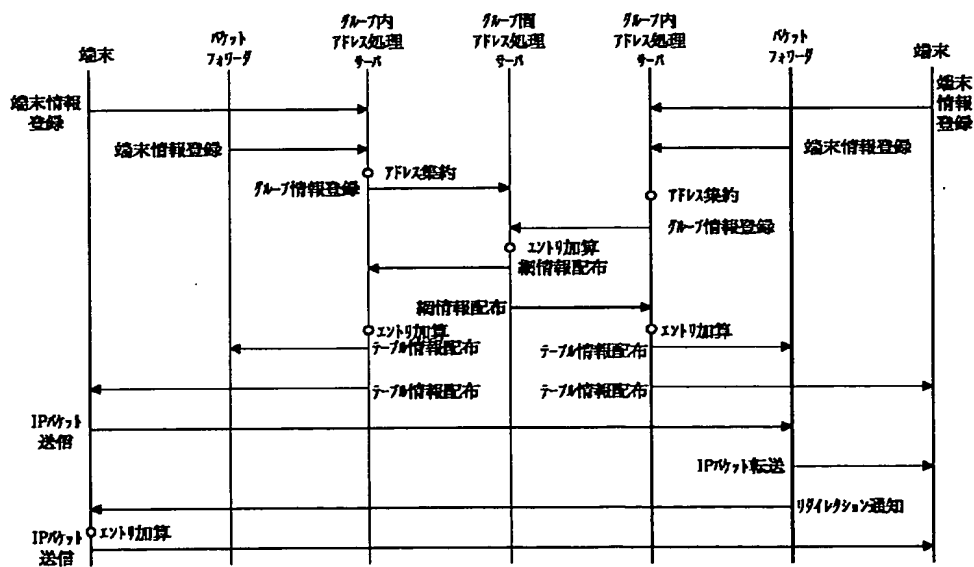 端末
ﾊﾟｹｯﾄ
ﾌｫﾜｰﾀﾞ
ｸﾞﾙｰﾌﾟ内
ｱﾄﾞﾚｽ処理
ｻｰﾊﾞ
ｸﾞﾙｰﾌﾟ間
ｱﾄﾞﾚｽ処理
ｻｰﾊﾞ
ｸﾞﾙｰﾌﾟ内
ｱﾄﾞﾚｽ処理
ｻｰﾊﾞ
ﾊﾟｹｯﾄ
ﾌｫﾜｰﾀﾞ
端末
端末情報
登録
端末
情報
登録
端末情報登録
端末情報登録
ｱﾄﾞﾚｽ集約
ｸﾞﾙｰﾌﾟ情報登録
ｱﾄﾞﾚｽ集約
ｸﾞﾙｰﾌﾟ情報登録
ｴﾝﾄﾘ加算
網情報配布
網情報配布
ｴﾝﾄﾘ加算
ｴﾝﾄﾘ加算
ﾃｰﾌﾞﾙ情報配布
ﾃｰﾌﾞﾙ情報配布
ﾃｰﾌﾞﾙ情報配布
ﾃｰﾌﾞﾙ情報配布
IPﾊﾟｹｯﾄ
送信
IPﾊﾟｹｯﾄ転送
ﾘﾀﾞｲﾚｸｼｮﾝ通知
ｴﾝﾄﾘ加算
IPﾊﾟｹｯﾄ
送信